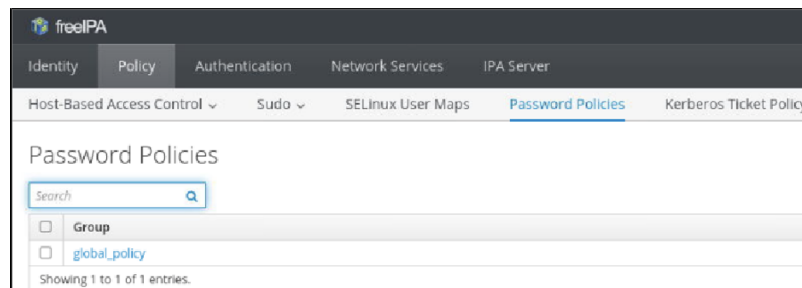 freeIPA
Identity Policy Authentication Network Services IPA Server
Host-Based Access Control Sudo SELinux User Maps Password Policies Kerberos Ticket Policy
Password Policies
Search
Group
global_policy
Showing 1 to 1 of 1 entries.